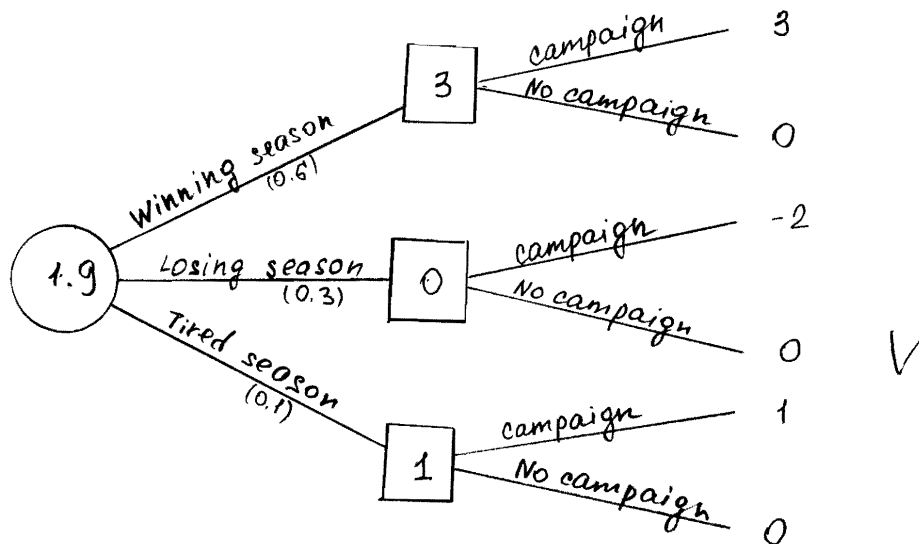 campaign 3
3
No campaign 0
Winning season
(0.6)
campaign -2
1.9 Losing season 0
(0.3)
No campaign 0
V
Tired season
(0.1)
campaign 1
1
No campaign 0